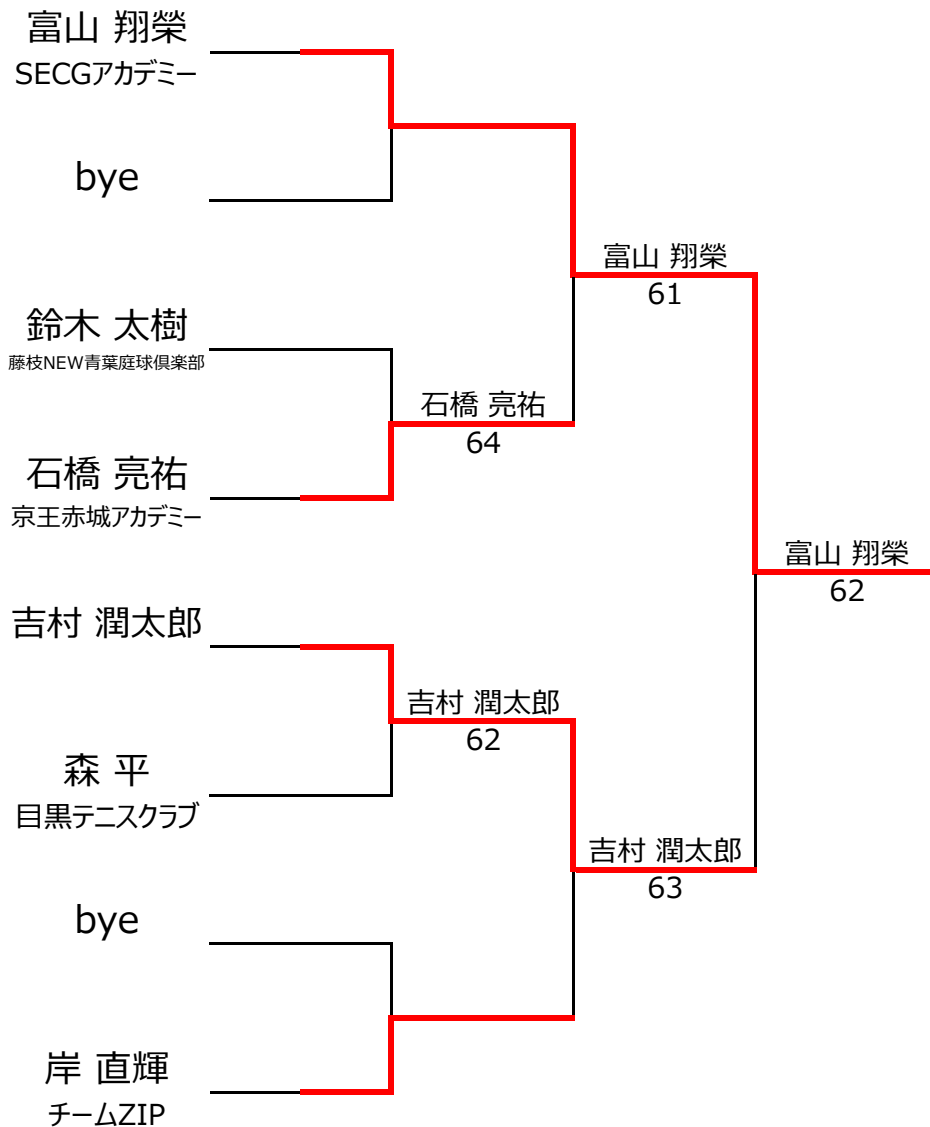 富山 翔榮
SECGアカデミー
bye
鈴木 太樹
藤枝NEW青葉庭球倶楽部
石橋 亮祐
京王赤城アカデミー
吉村 潤太郎
森 平
目黒テニスクラブ
bye
岸 直輝
チームZIP
石橋 亮祐
64
吉村 潤太郎
62
富山 翔榮
61
吉村 潤太郎
63
富山 翔榮
62